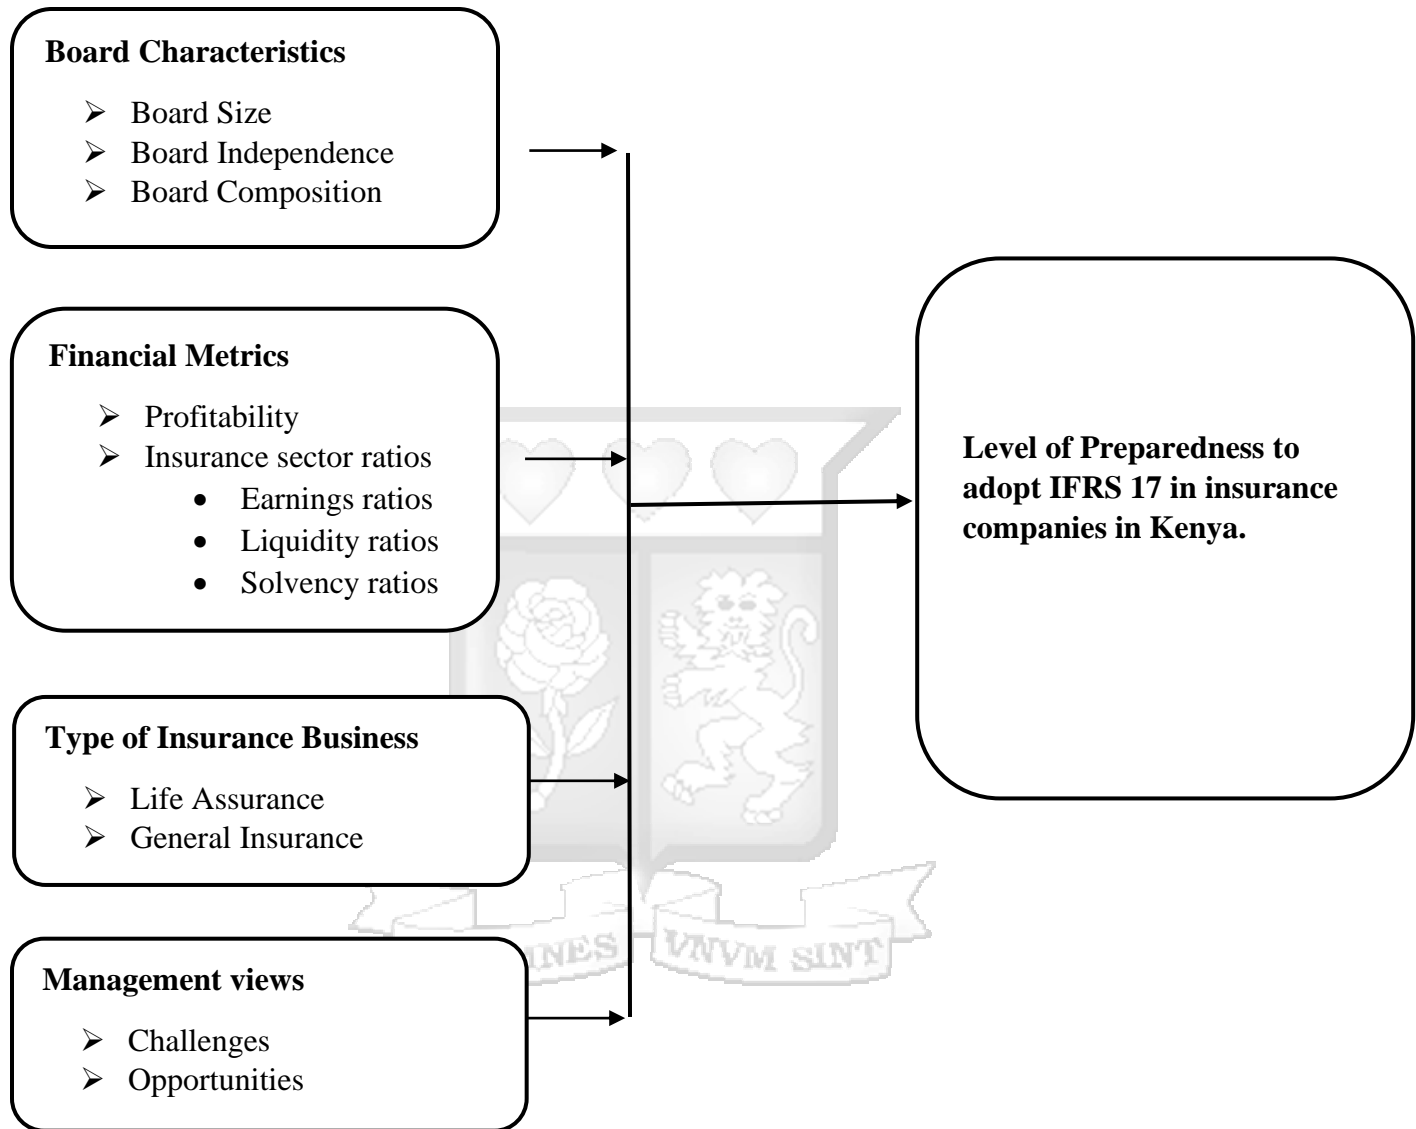 Board Characteristics
➢ Board Size
➢ Board Independence
➢ Board Composition
Financial Metrics
➢ Profitability
➢ Insurance sector ratios
• Earnings ratios
• Liquidity ratios
• Solvency ratios
Type of Insurance Business
➢ Life Assurance
➢ General Insurance
Management views
➢ Challenges
➢ Opportunities
Level of Preparedness to
adopt IFRS 17 in insurance
companies in Kenya.
VNVM SINT